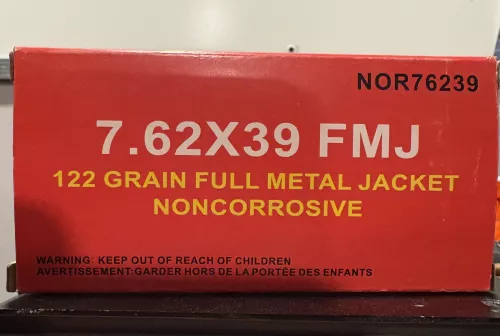 NOR76239
7.62X39 FMJ
122 GRAIN FULL METAL JACKET
NONCORROSIVE
WARNING: KEEP OUT OF REACH OF CHILDREN
AVERTISSEMENT:GARDER HORS DE LA PORTÉE DES ENFANTS